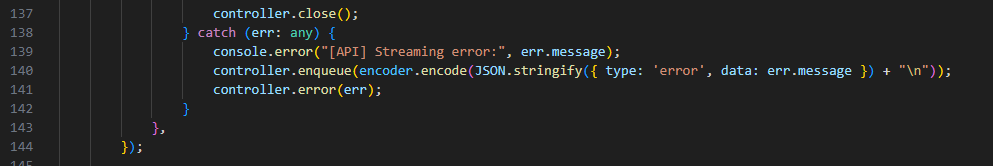 137 controller.close();
138 } catch (err: any) {
139 console.error("[API] Streaming error:", err.message);
140 controller.enqueue(encoder.encode(JSON.stringify({ type: 'error', data: err.message }) + "\n"));
141 controller.error(err);
142 }
143 },
144 });